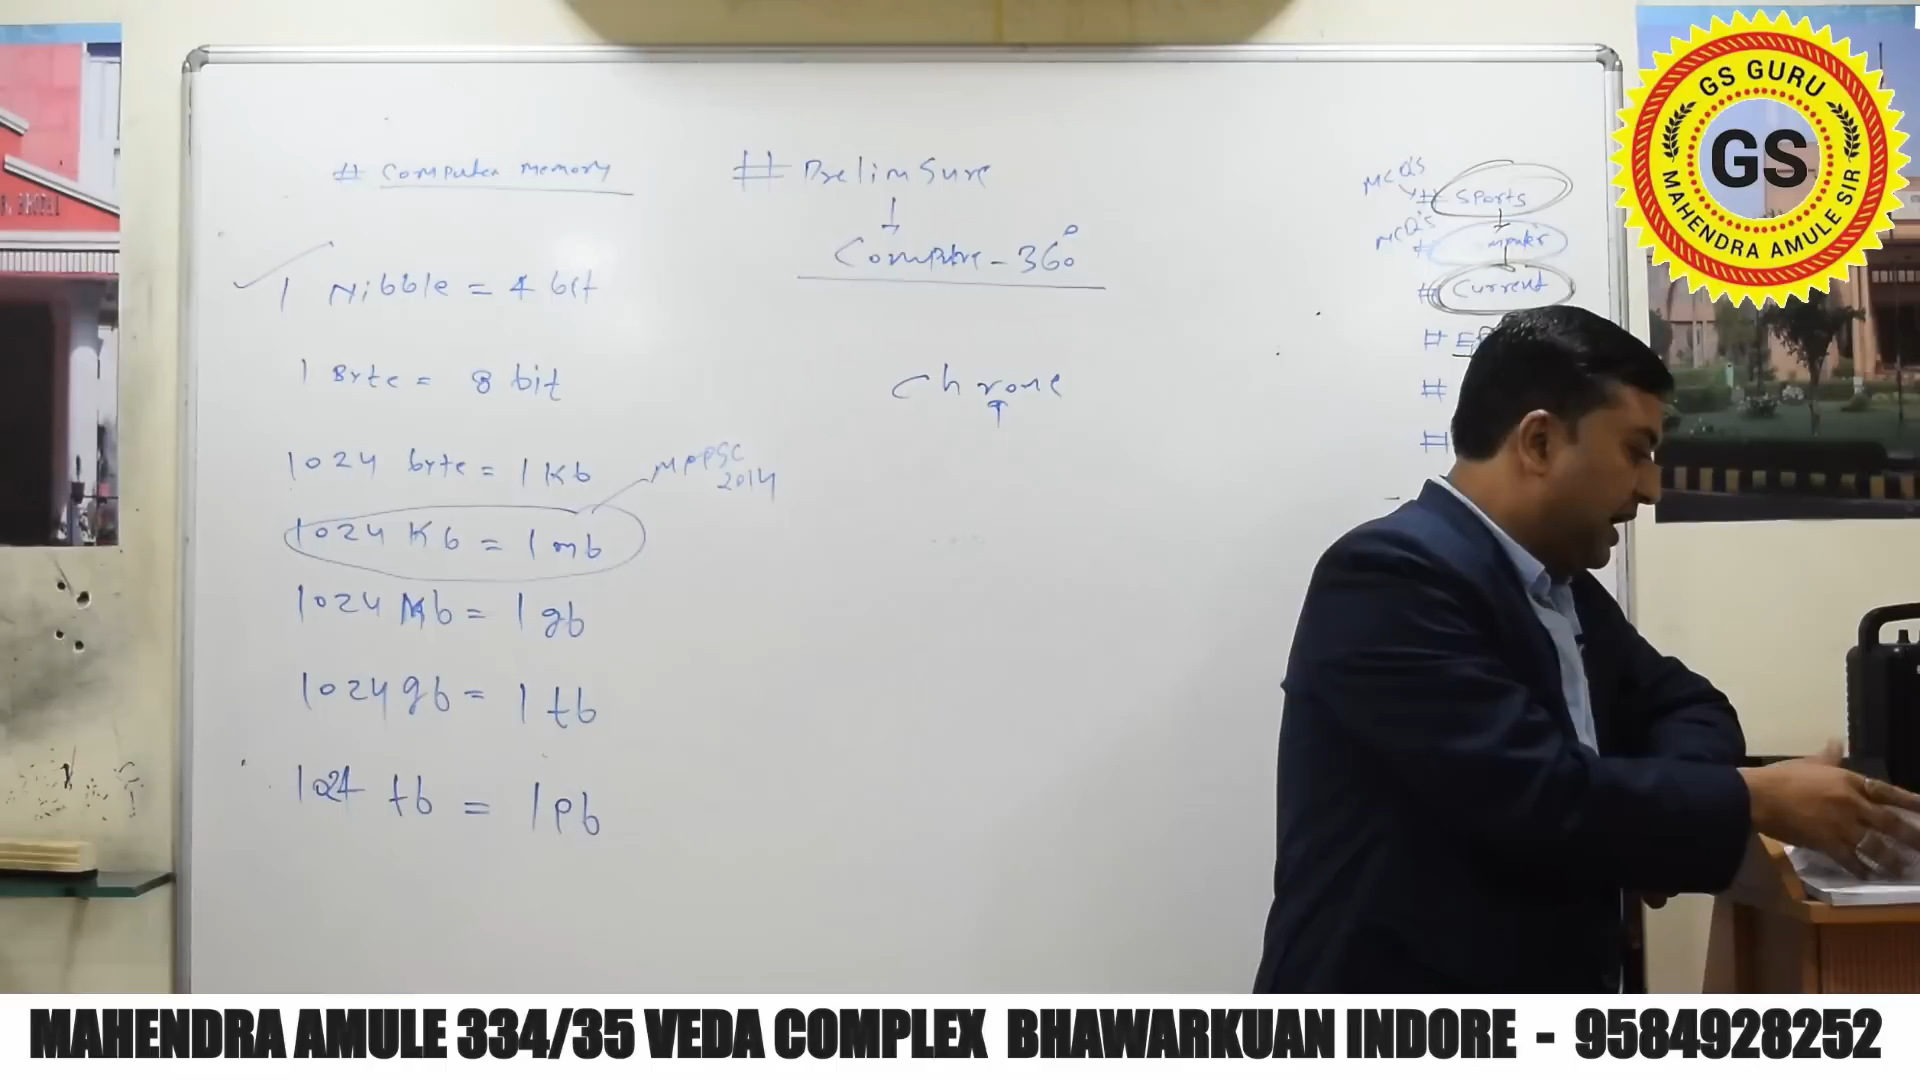 # Computer memory
1 Nibble = 4 bit
1 Byte = 8 bit
1024 byte = 1 Kb
MPPSC
2014
1024 Kb = 1 mb
1024 Mb = 1 gb
1024 gb = 1 tb
1024 tb = 1 Pb
# Prelim Sure
- 360°
Chrome
MCQ'S
# Sports
MCQ'S
# Current
#
#
#
GS GURU
GS
MAHENDRA AMULE SIR
MAHENDRA AMULE 334/35 VEDA COMPLEX BHAWARKUAN INDORE - 9584928252